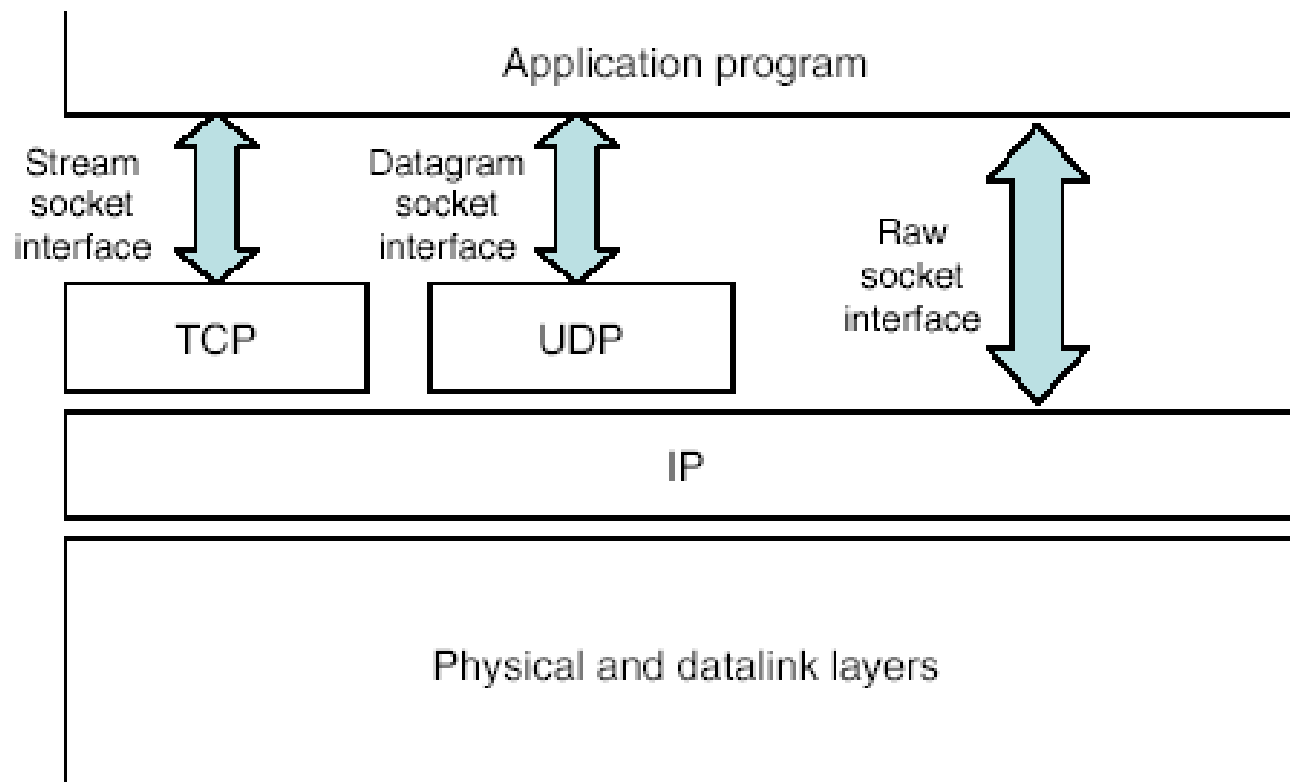 Application program
Stream
socket
interface
Datagram
socket
interface
Raw
socket
interface
TCP
UDP
IP
Physical and datalink layers